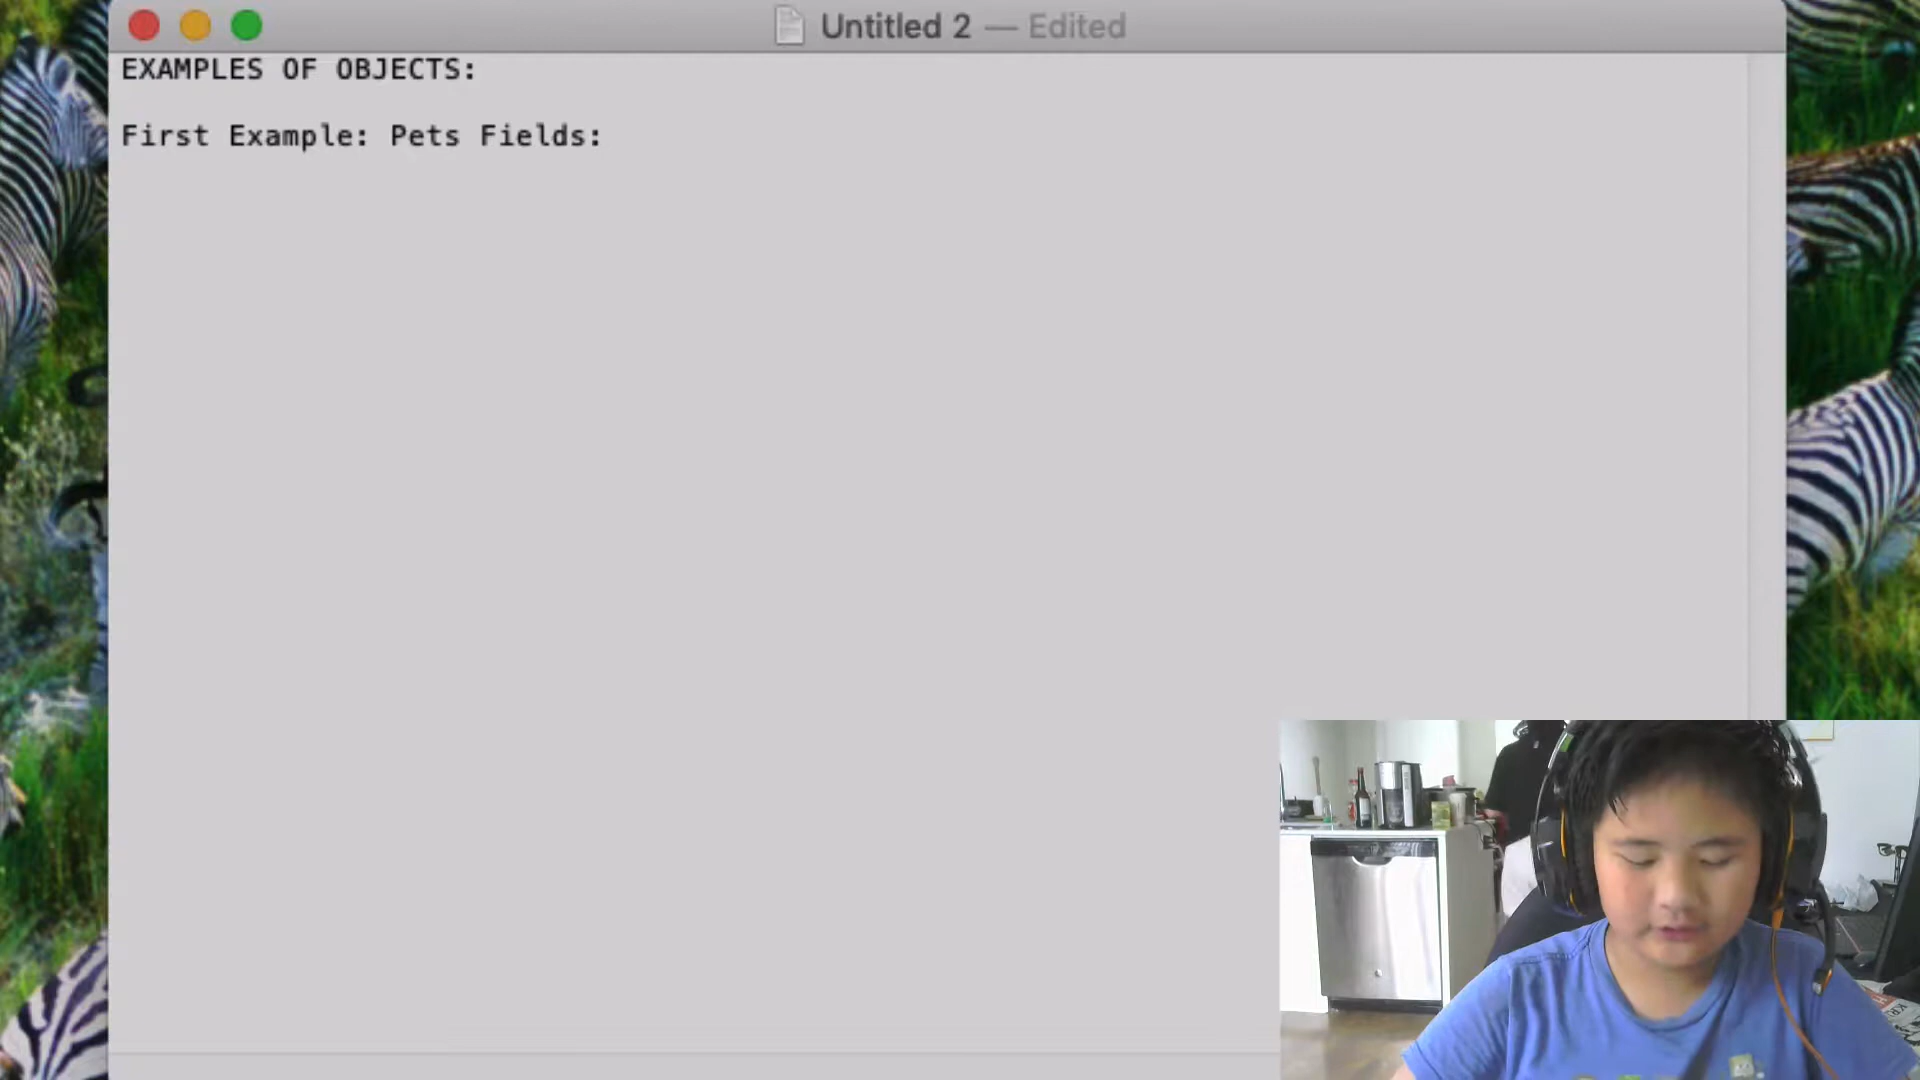 Untitled 2 — Edited
EXAMPLES OF OBJECTS:
First Example: Pets Fields: